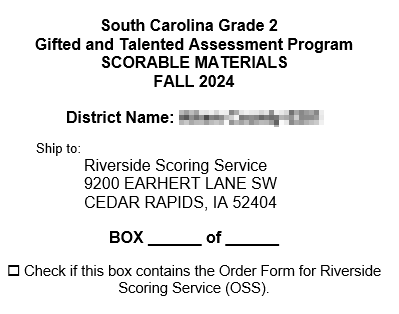 South Carolina Grade 2
Gifted and Talented Assessment Program
SCORABLE MATERIALS
FALL 2024
District Name:
Ship to:
Riverside Scoring Service
9200 EARHERT LANE SW
CEDAR RAPIDS, IA 52404
BOX ______ of ______
☐ Check if this box contains the Order Form for Riverside
Scoring Service (OSS).